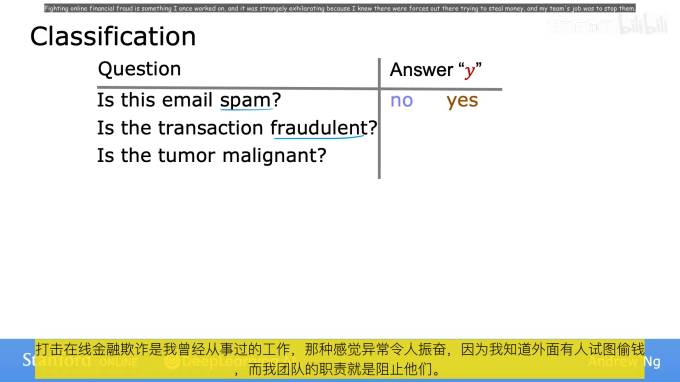 Fighting online financial fraud is something I once worked on, and it was strangely exhilarating because I knew there were forces out there trying to steal money, and my team's job was to stop them.
bilibili
Classification
Question Answer “y”
Is this email spam? no yes
Is the transaction fraudulent?
Is the tumor malignant?
打击在线金融欺诈是我曾经从事过的工作，那种感觉异常令人振奋，因为我知道外面有人试图偷钱
，而我团队的职责就是阻止他们。
Ng